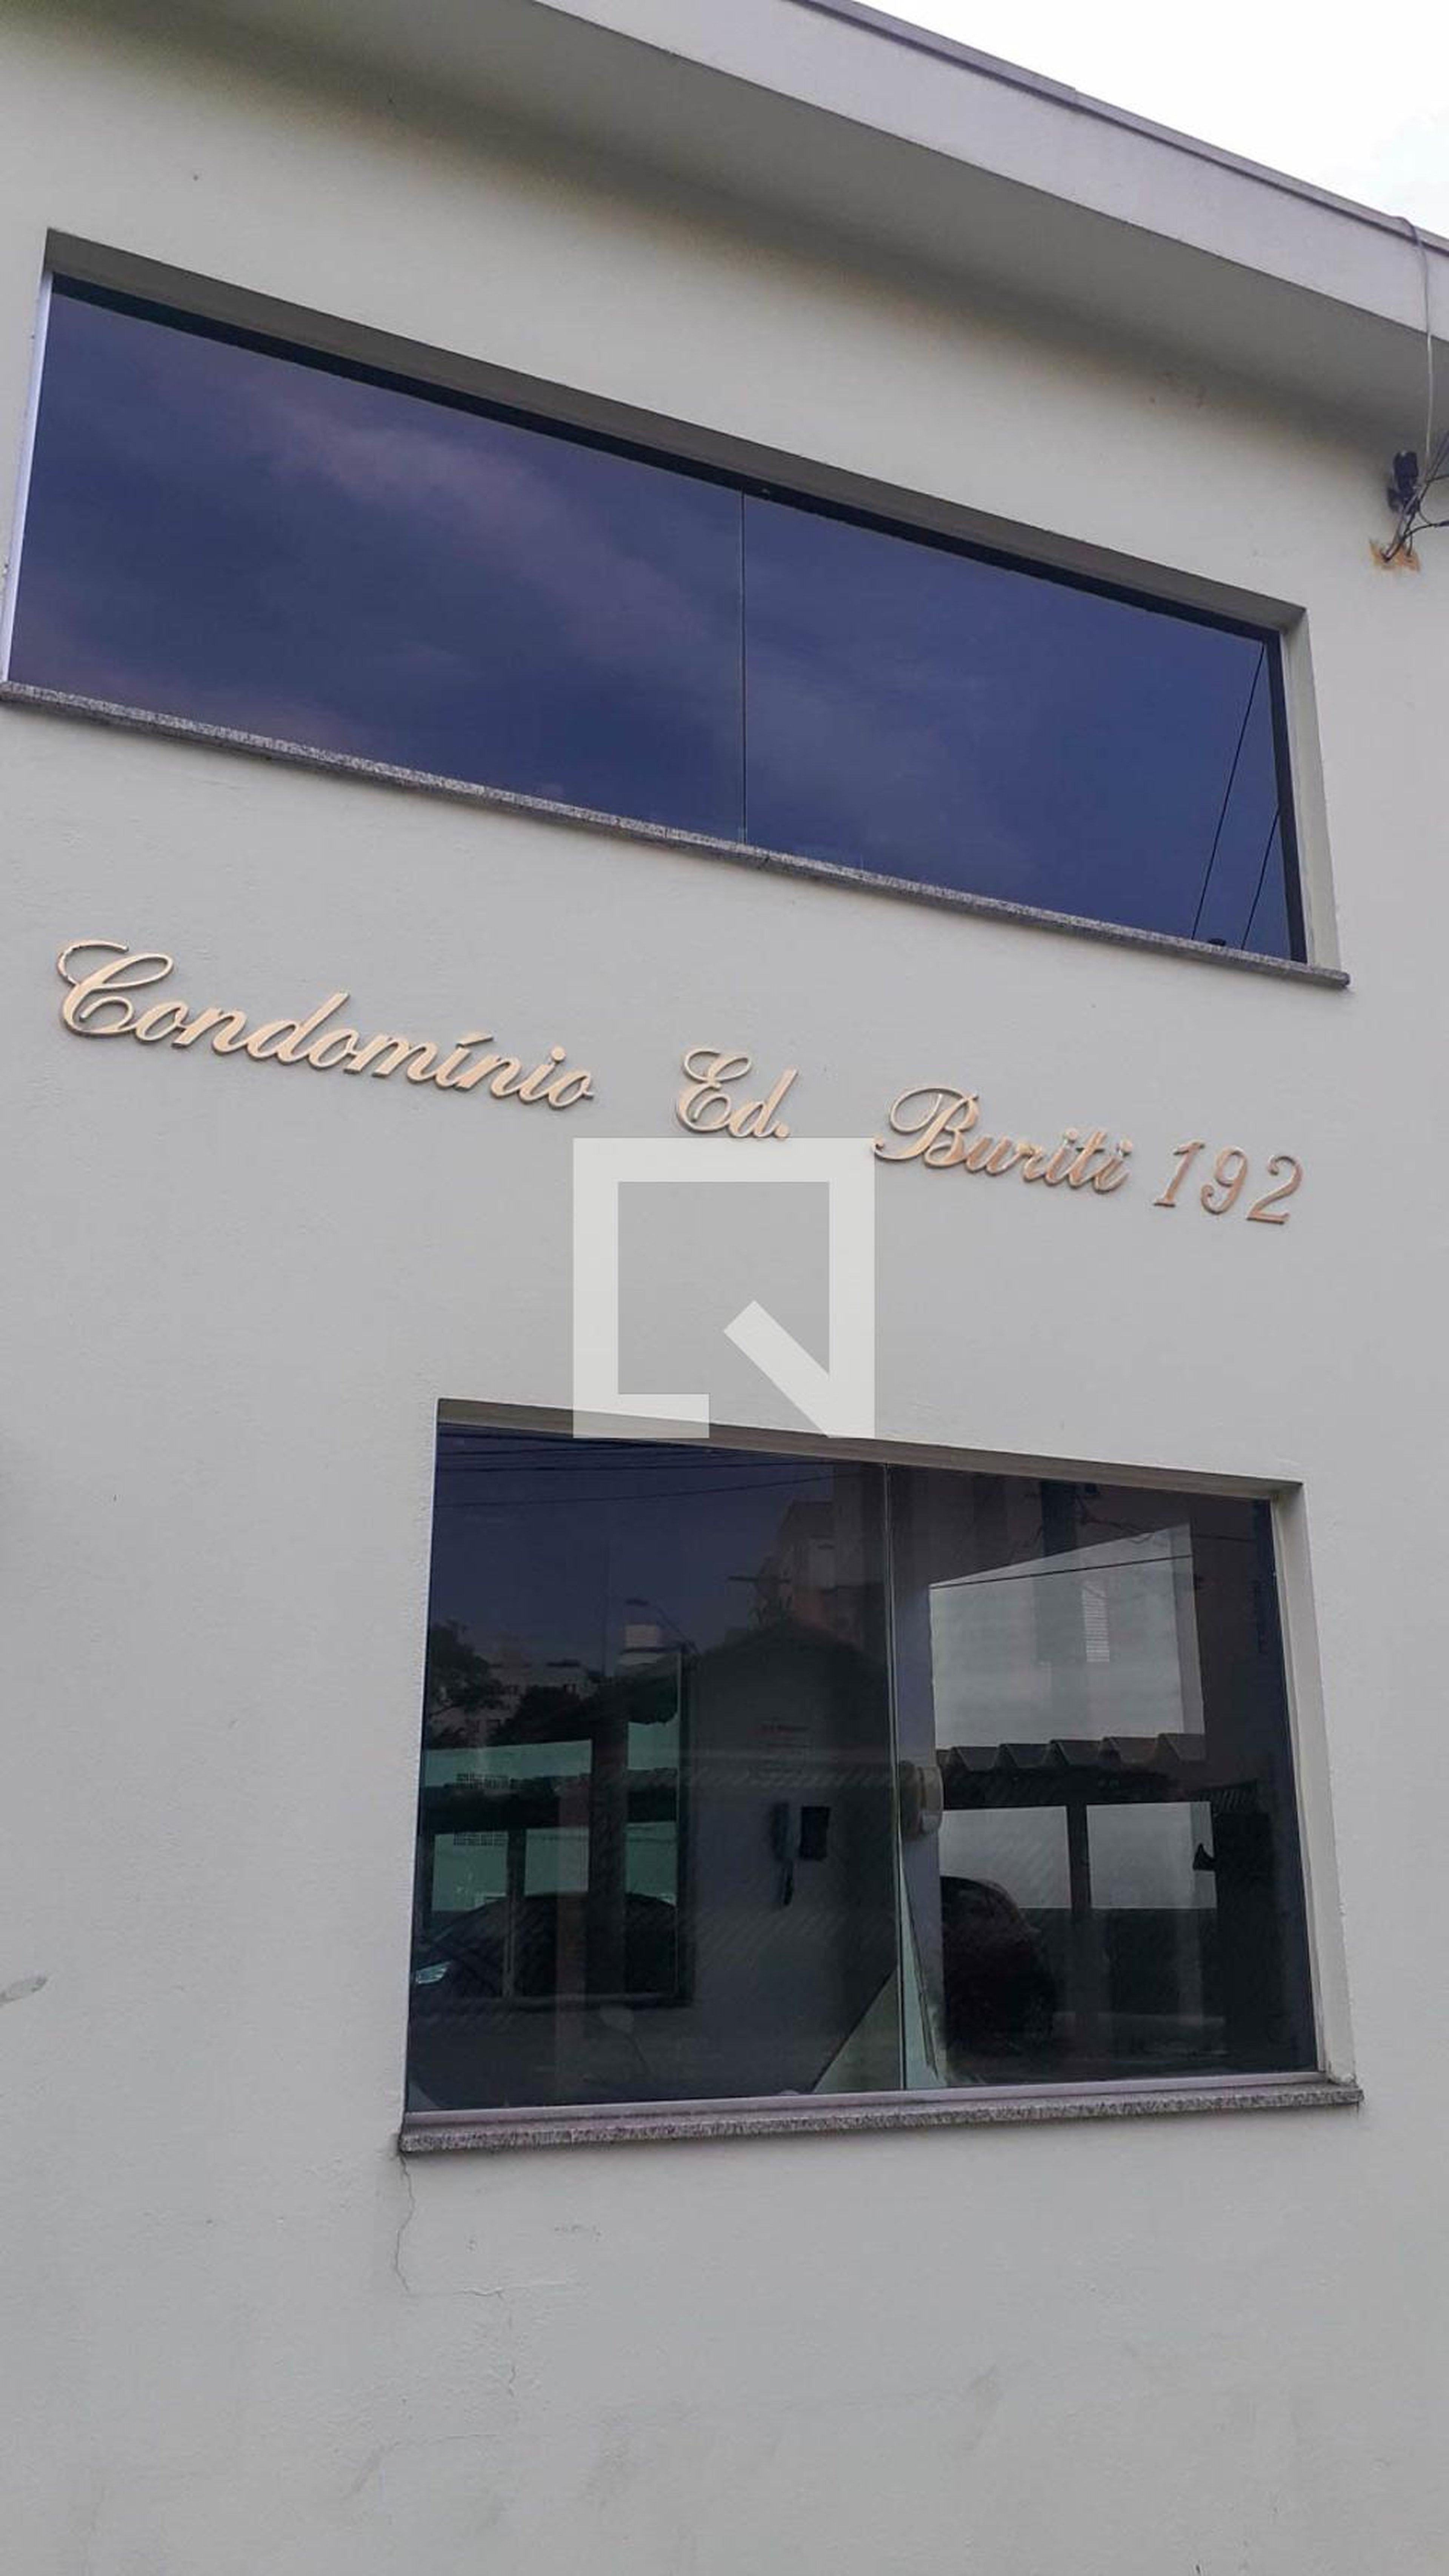 Condomínio Ed. Buriti 192